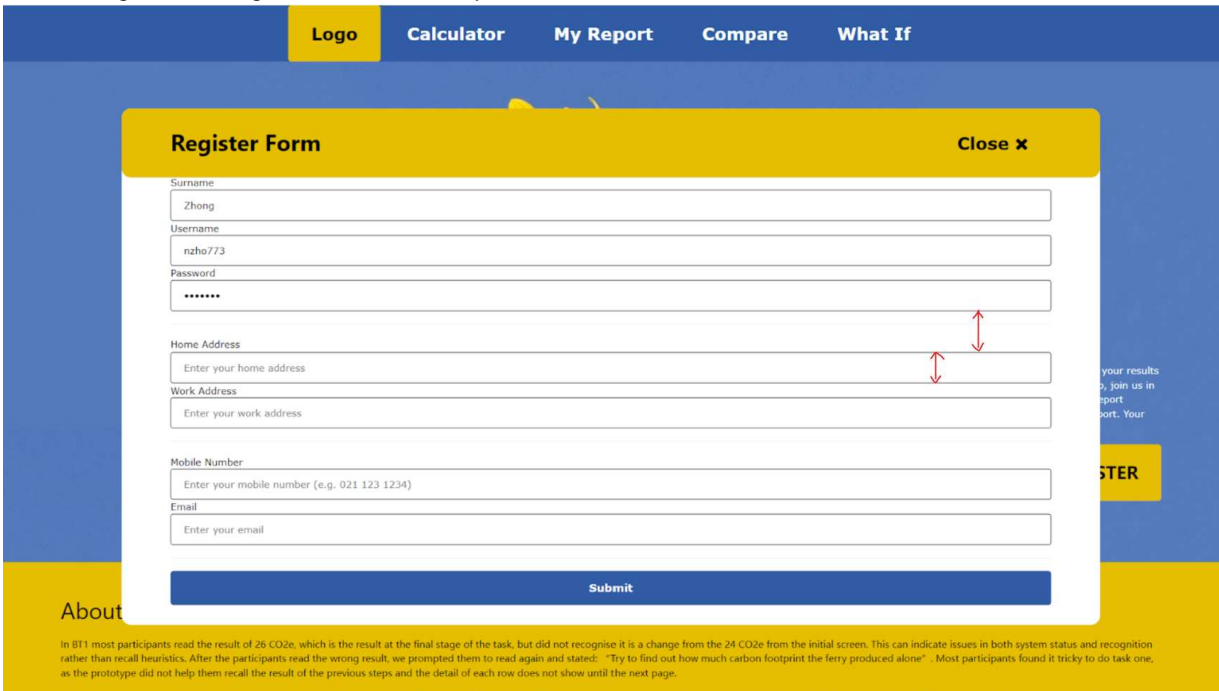 Logo Calculator My Report Compare What If
Register Form Close ×
Surname
Zhong
Username
nzho773
Password
•••••••
Home Address
Enter your home address
your results
Work Address
, join us in
Enter your work address
port. Your
Mobile Number
Enter your mobile number (e.g. 021 123 1234)
STER
Email
Enter your email
Submit
About
In BT1 most participants read the result of 26 CO2e, which is the result at the final stage of the task, but did not recognise it is a change from the 24 CO2e from the initial screen. This can indicate issues in both system status and recognition
rather than recall heuristics. After the participants read the wrong result, we prompted them to read again and stated: "Try to find out how much carbon footprint the ferry produced alone" . Most participants found it tricky to do task one,
as the prototype did not help them recall the result of the previous steps and the detail of each row does not show until the next page.